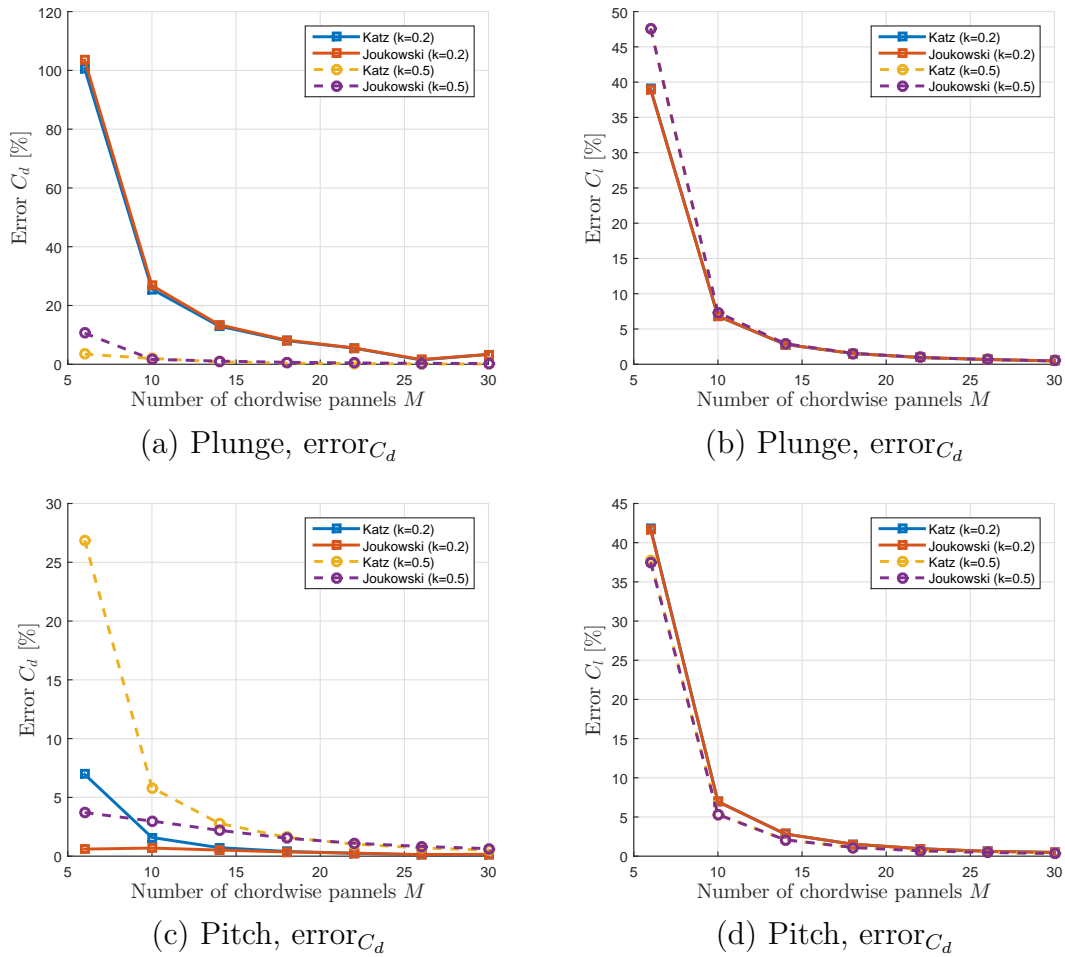 120
100
80
60
40
20
0
Error C_d [%]
Katz (k=0.2)
Joukowski (k=0.2)
Katz (k=0.5)
Joukowski (k=0.5)
5 10 15 20 25 30
Number of chordwise pannels M
(a) Plunge, error_{C_d}
50
45
40
35
30
25
20
15
10
5
0
Error C_l [%]
Katz (k=0.2)
Joukowski (k=0.2)
Katz (k=0.5)
Joukowski (k=0.5)
5 10 15 20 25 30
Number of chordwise pannels M
(b) Plunge, error_{C_d}
30
25
20
15
10
5
0
Error C_d [%]
Katz (k=0.2)
Joukowski (k=0.2)
Katz (k=0.5)
Joukowski (k=0.5)
5 10 15 20 25 30
Number of chordwise pannels M
(c) Pitch, error_{C_d}
45
40
35
30
25
20
15
10
5
0
Error C_l [%]
Katz (k=0.2)
Joukowski (k=0.2)
Katz (k=0.5)
Joukowski (k=0.5)
5 10 15 20 25 30
Number of chordwise pannels M
(d) Pitch, error_{C_d}